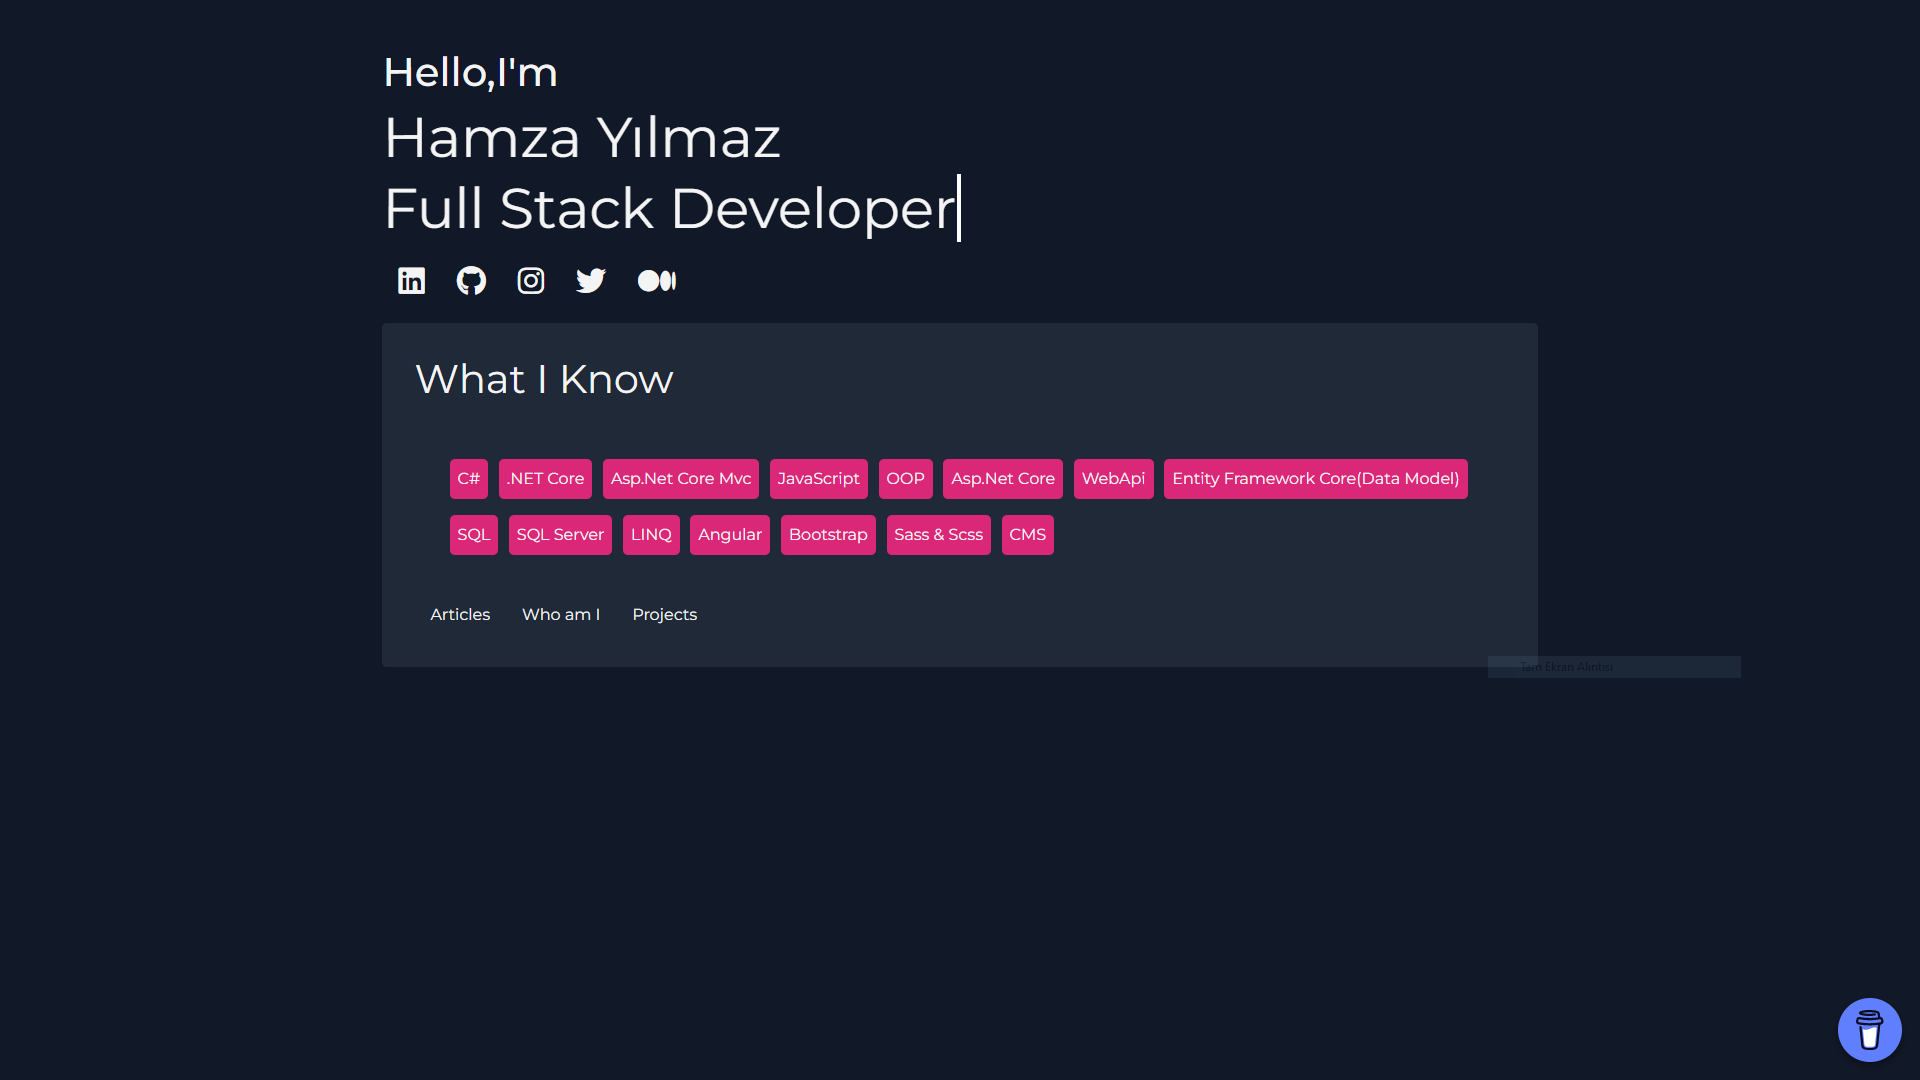 Hello,I'm
Hamza Yılmaz
Full Stack Developer
What I Know
C# .NET Core Asp.Net Core Mvc JavaScript OOP Asp.Net Core WebApi Entity Framework Core(Data Model)
SQL SQL Server LINQ Angular Bootstrap Sass & Scss CMS
Articles Who am I Projects
Tam Ekran Alıntısı